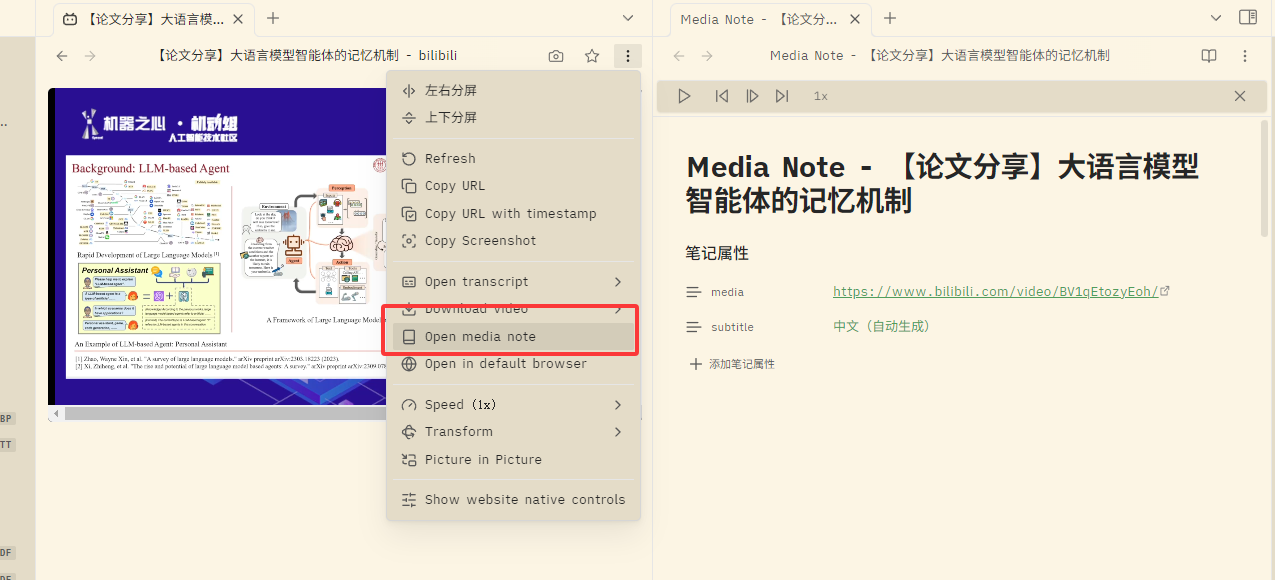 【论文分享】大语言模...
【论文分享】大语言模型智能体的记忆机制 - bilibili
机器之心 · 机动组
人工智能技术社区
Background: LLM-based Agent
Rapid Development of Large Language Models [1]
Personal Assistant
An Example of LLM-based Agent: Personal Assistant
Environment
Perception
Agent
Action
A Framework of Large Language Model
[1] Zhao, Wayne Xin, et al. "A survey of large language models." arXiv preprint arXiv:2303.18223 (2023).
[2] Xi, Zhiheng, et al. "The rise and potential of large language model based agents: A survey." arXiv preprint arXiv:2309.07
左右分屏
上下分屏
Refresh
Copy URL
Copy URL with timestamp
Copy Screenshot
Open transcript
Download video
Open media note
Open in default browser
Speed (1x)
Transform
Picture in Picture
Show website native controls
BP
TT
DF
DF
Media Note - 【论文分...
Media Note - 【论文分享】大语言模型智能体的记忆机制
1x
Media Note - 【论文分享】大语言模型
智能体的记忆机制
笔记属性
media
https://www.bilibili.com/video/BV1qEtozyEoh/
subtitle
中文（自动生成）
添加笔记属性